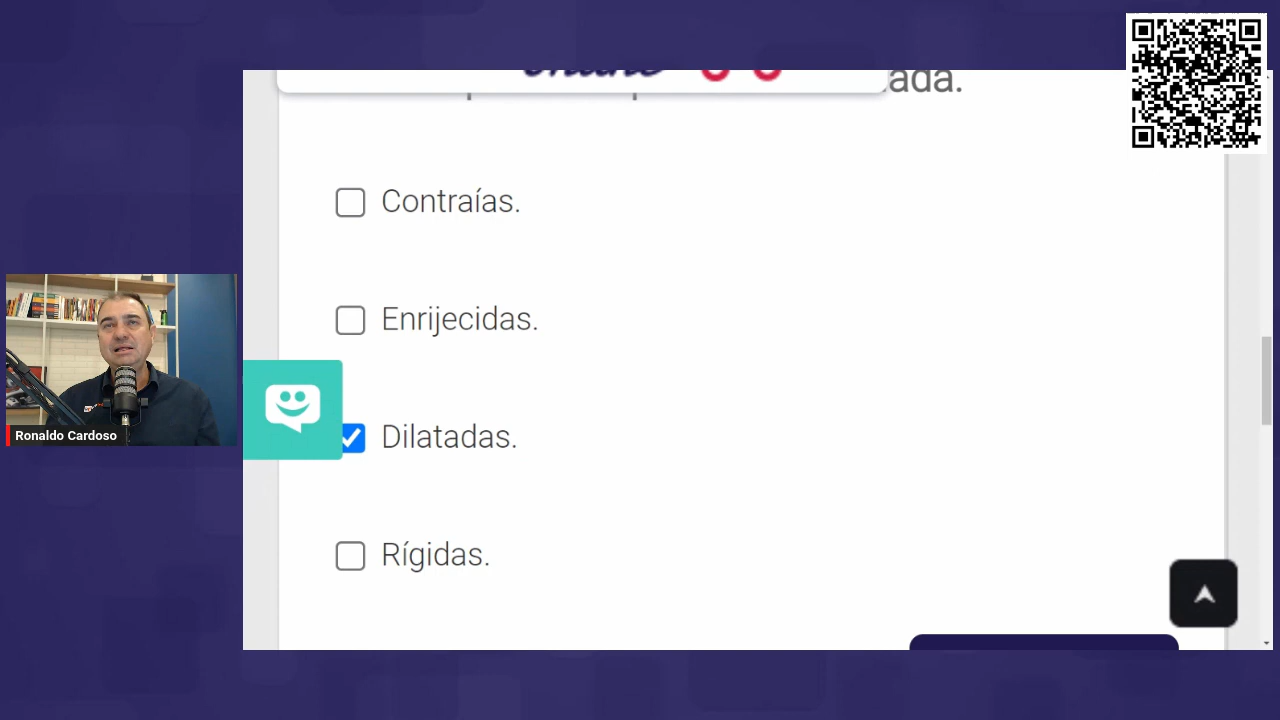 ada.
Contraías.
Enrijecidas.
Dilatadas.
Rígidas.
Ronaldo Cardoso